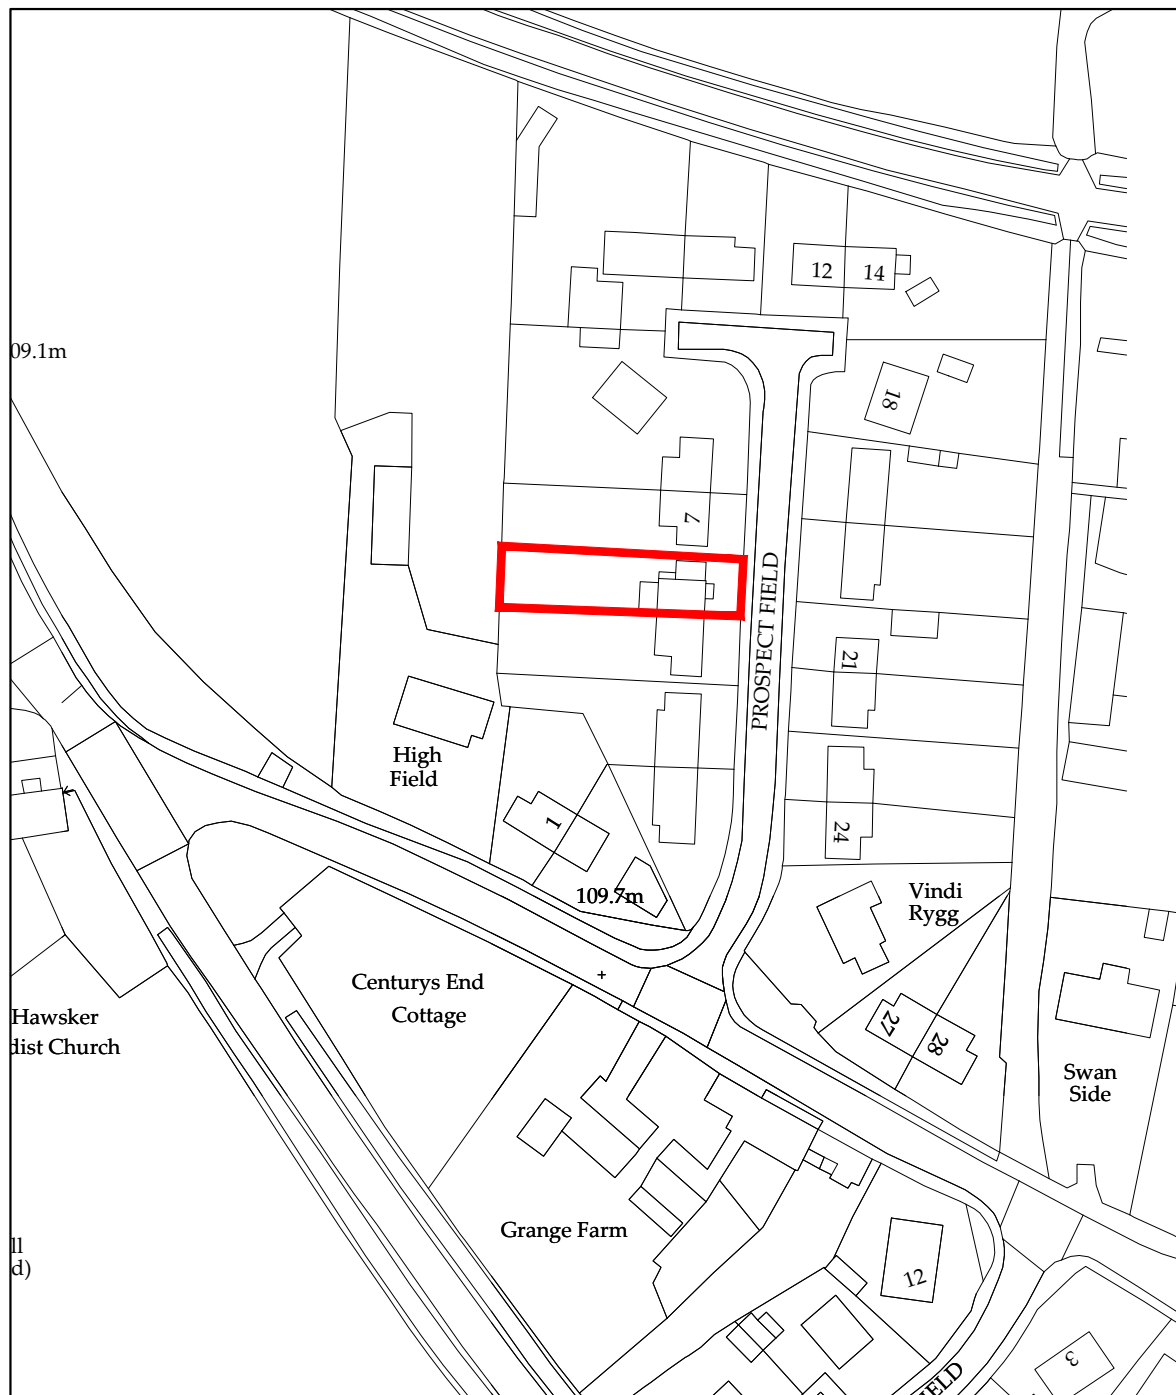 12 14
09.1m
18
7
PROSPECT FIELD
21
High
Field
1
24
109.7m
Vindi
Rygg
Centurys End
Cottage
27
28
Hawsker
dist Church
Swan
Side
Grange Farm
ll
d)
12
3
IELD